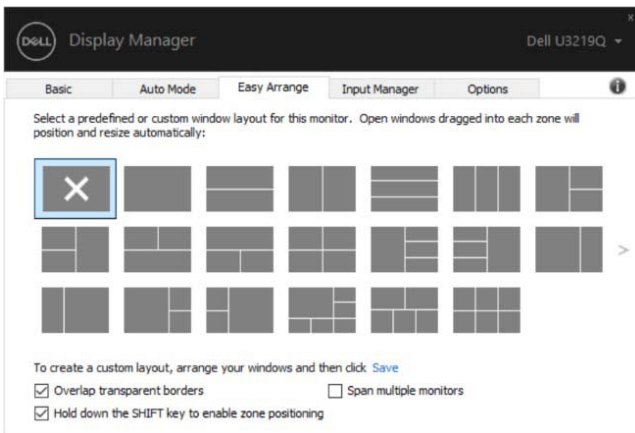 DELL Display Manager
Dell U3219Q
Basic Auto Mode Easy Arrange Input Manager Options
Select a predefined or custom window layout for this monitor. Open windows dragged into each zone will
position and resize automatically:
To create a custom layout, arrange your windows and then click Save
Overlap transparent borders Span multiple monitors
Hold down the SHIFT key to enable zone positioning